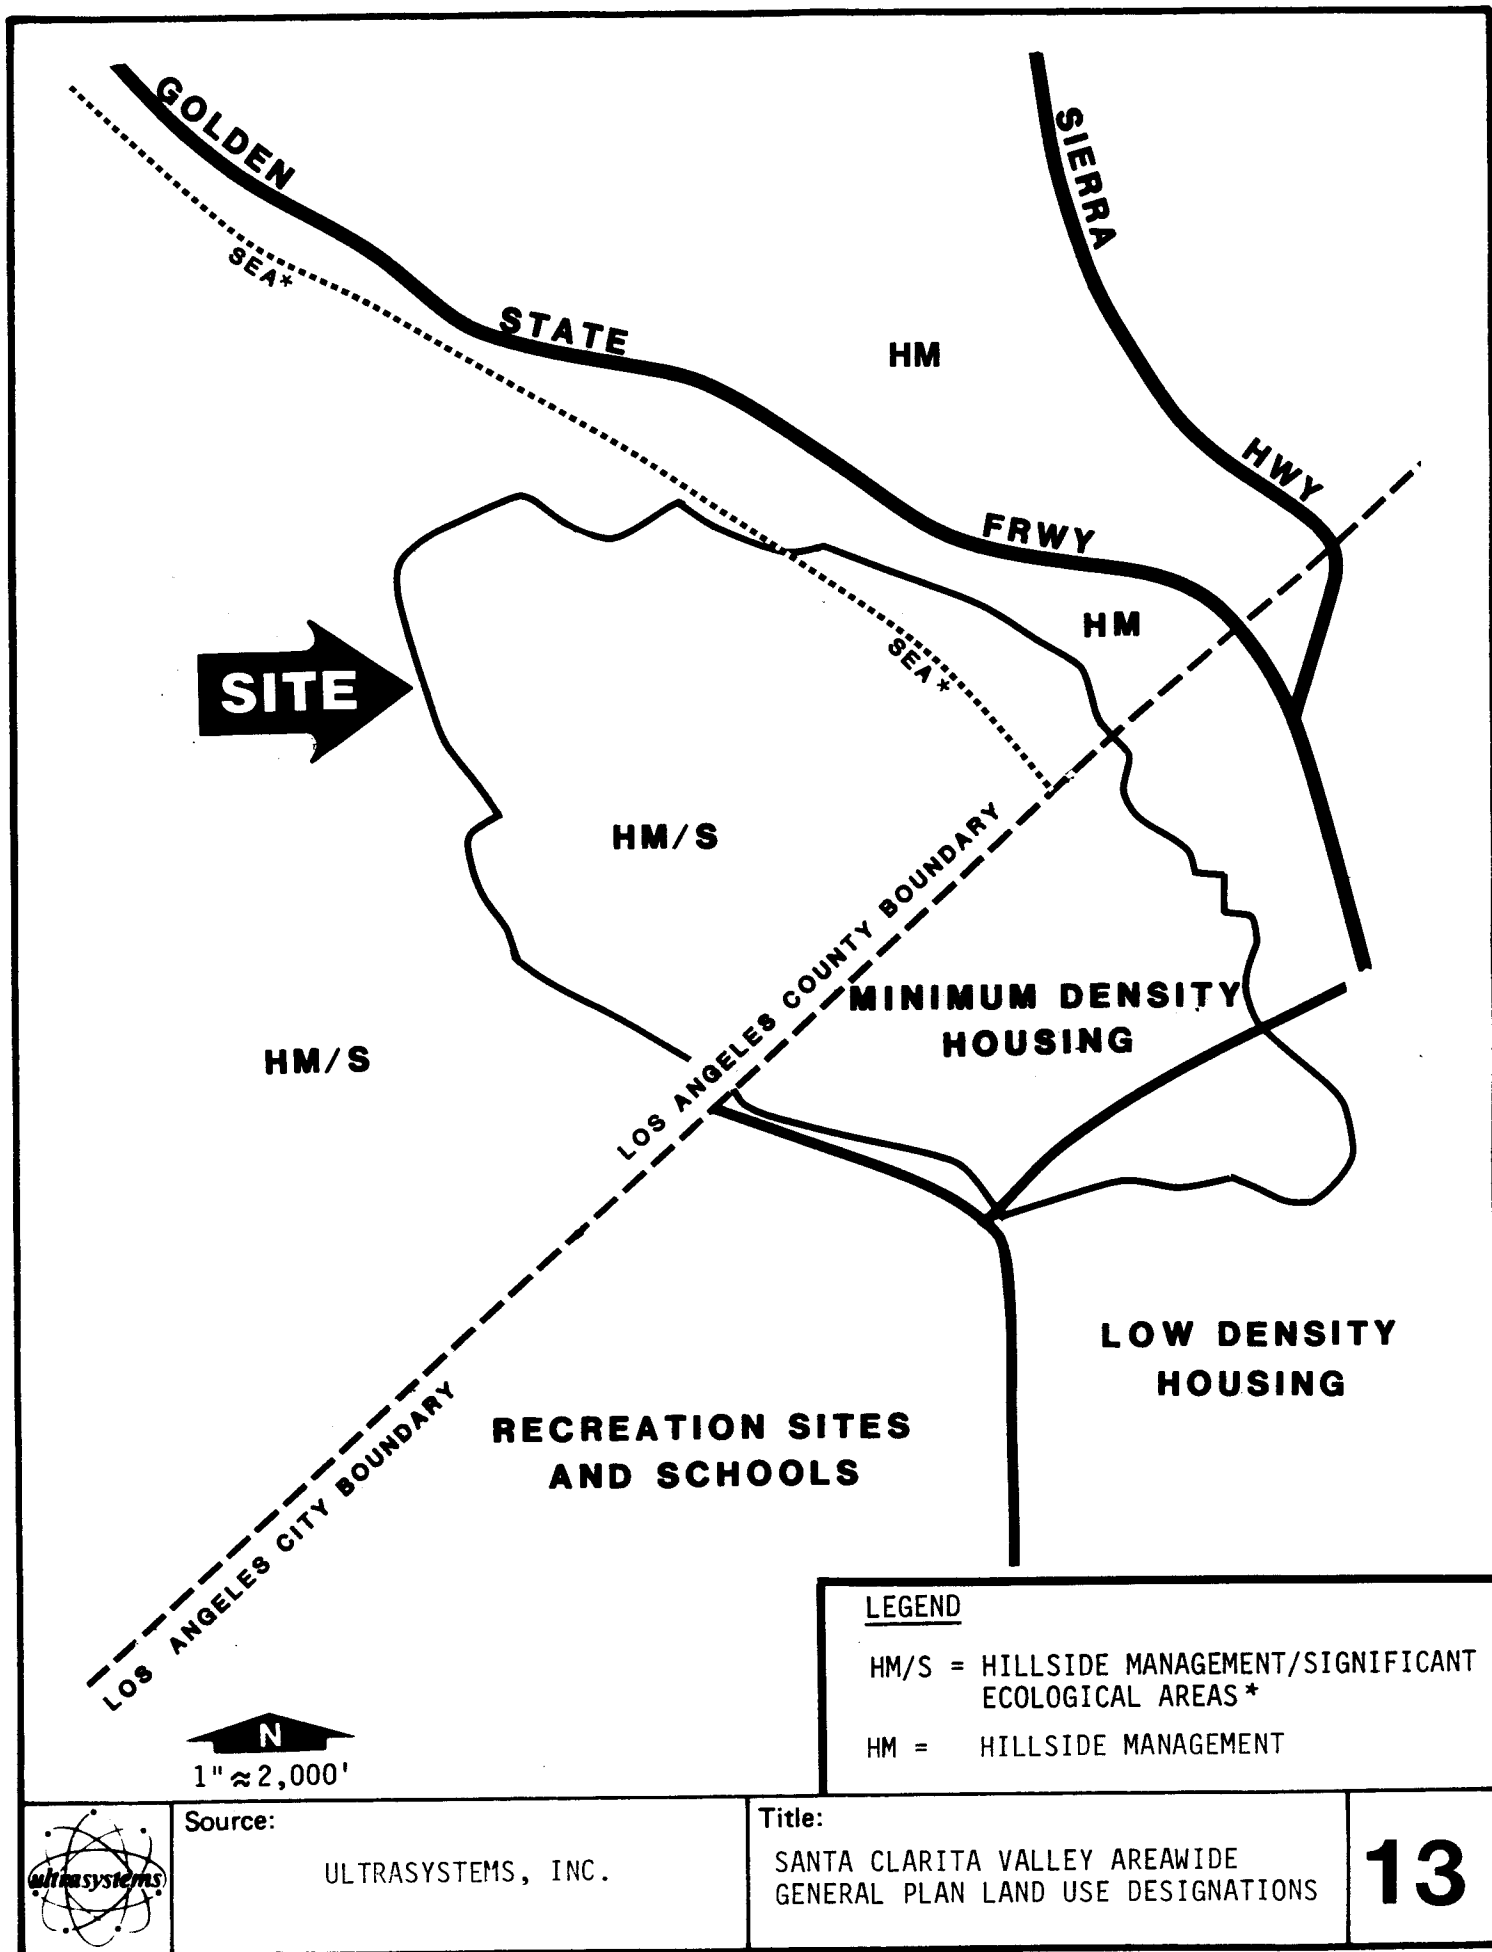 GOLDEN
STATE
FRWY
SIERRA
HWY
SEA*
HM
HM
SEA*
SITE
HM/S
HM/S
LOS ANGELES COUNTY BOUNDARY
MINIMUM DENSITY
HOUSING
LOW DENSITY
HOUSING
RECREATION SITES
AND SCHOOLS
LOS ANGELES CITY BOUNDARY
LEGEND
HM/S = HILLSIDE MANAGEMENT/SIGNIFICANT
ECOLOGICAL AREAS*
HM = HILLSIDE MANAGEMENT
N
1"≈2,000'
ultrasystems
Source:
ULTRASYSTEMS, INC.
Title:
SANTA CLARITA VALLEY AREAWIDE
GENERAL PLAN LAND USE DESIGNATIONS
13